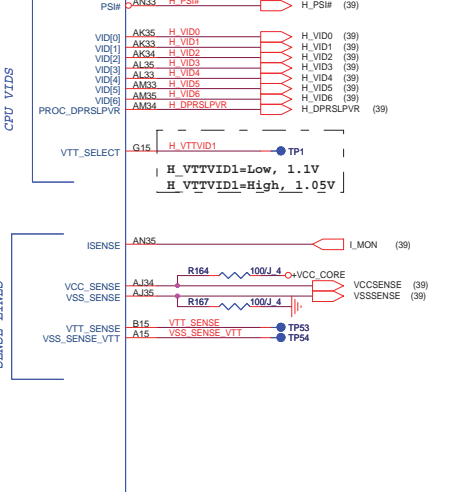 PSI# AN33 H_PSI# H_PSI# (39)
VID[0] AK35 H_VID0 H_VID0 (39)
VID[1] AK33 H_VID1 H_VID1 (39)
VID[2] AK34 H_VID2 H_VID2 (39)
VID[3] AL35 H_VID3 H_VID3 (39)
VID[4] AL33 H_VID4 H_VID4 (39)
VID[5] AM33 H_VID5 H_VID5 (39)
VID[6] AM35 H_VID6 H_VID6 (39)
PROC_DPRSLPVR AM34 H_DPRSLPVR H_DPRSLPVR (39)
CPU VIDS
VTT_SELECT G15 H_VTTVID1 TP1
H_VTTVID1=Low, 1.1V
H_VTTVID1=High, 1.05V
ISENSE AN35 I_MON (39)
R164 100/J_4 +VCC_CORE
VCC_SENSE AJ34 VCCSENSE (39)
VSS_SENSE AJ35 VSSSENSE (39)
R167 100/J_4
VTT_SENSE B15 VTT_SENSE TP53
VSS_SENSE_VTT A15 VSS_SENSE_VTT TP54